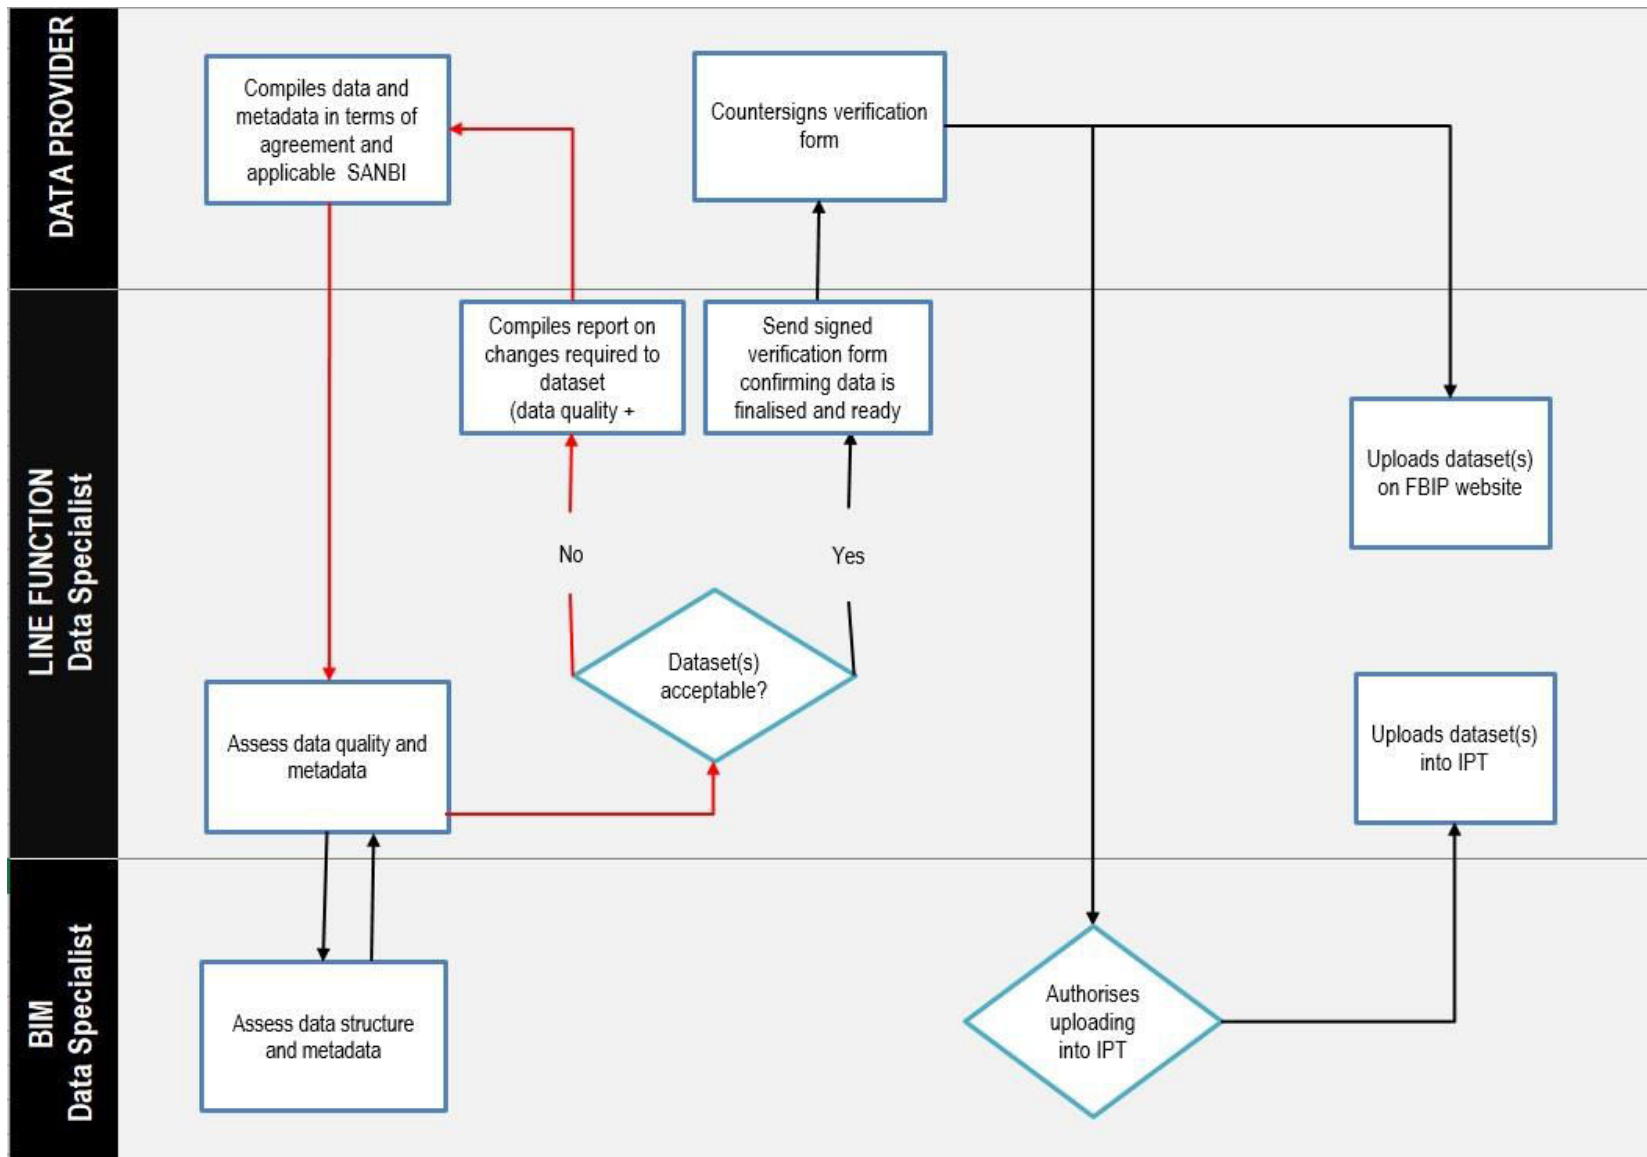 DATA PROVIDER
Compiles data and
metadata in terms of
agreement and
applicable SANBI
Countersigns verification
form
LINE FUNCTION
Data Specialist
Compiles report on
changes required to
dataset
(data quality +
Send signed
verification form
confirming data is
finalised and ready
Uploads dataset(s)
on FBIP website
No
Yes
Dataset(s)
acceptable?
Assess data quality and
metadata
Uploads dataset(s)
into IPT
BIM
Data Specialist
Assess data structure
and metadata
Authorises
uploading
into IPT